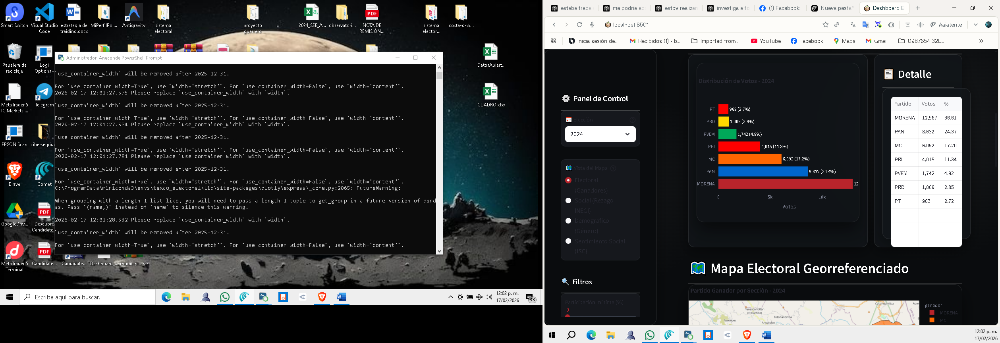 Smart Switch
Visual Studio
Code
estrategia de
traiding.docx
MiPerfilPol...
Antigravity
sistema
electoral
proyecto
guerrero
2024_SEE_A...
observatori...
NOTA DE
REMISIÓN...
sistema
elector...
costa-g-w...
Papelera de
reciclaje
Logi
Options+
DatosAbiert...
MetaTrader 5
IC Markets ...
Telegram
CUADRO.xlsx
EPSON Scan
cibersegrida
Brave
Comet
GoogleDriv...
Descubre
Candidate...
MetaTrader 5
Terminal
Candidate...
Candidate...
Dashboard_...
municipio.rar
Administrador: Anaconda PowerShell Prompt
`use_container_width` will be removed after 2025-12-31.
For `use_container_width=True`, use `width='stretch'`. For `use_container_width=False`, use `width='content'`.
2026-02-17 12:01:27.575 Please replace `use_container_width` with `width`.
`use_container_width` will be removed after 2025-12-31.
For `use_container_width=True`, use `width='stretch'`. For `use_container_width=False`, use `width='content'`.
2026-02-17 12:01:27.584 Please replace `use_container_width` with `width`.
`use_container_width` will be removed after 2025-12-31.
For `use_container_width=True`, use `width='stretch'`. For `use_container_width=False`, use `width='content'`.
2026-02-17 12:01:27.781 Please replace `use_container_width` with `width`.
`use_container_width` will be removed after 2025-12-31.
For `use_container_width=True`, use `width='stretch'`. For `use_container_width=False`, use `width='content'`.
C:\ProgramData\miniconda3\envs\taxco_electoral\Lib\site-packages\plotly\express\_core.py:2065: FutureWarning:
When grouping with a length-1 list-like, you will need to pass a length-1 tuple to get_group in a future version of pand
as. Pass `(name,)` instead of `name` to silence this warning.
2026-02-17 12:01:28.532 Please replace `use_container_width` with `width`.
`use_container_width` will be removed after 2025-12-31.
For `use_container_width=True`, use `width='stretch'`. For `use_container_width=False`, use `width='content'`.
Escribe aquí para buscar.
12:02 p. m.
17/02/2026
33
estaba trabaj
me podria ap
estoy realizan
investiga a fo
(1) Facebook
Nueva pestañ
Dashboard El
localhost:8501
Asistente
Inicia sesión de...
Recibidos (1) - b...
Imported from...
YouTube
Facebook
Maps
Gmail
0987654 32E...
Panel de Control
Elección
2024
Vista del Mapa
Electoral
(Ganadores)
Social (Rezago
INEGI)
Demográfico
(Género)
Sentimiento Social
(ISC)
Filtros
Participación mínima (%)
0
Distribución de Votos - 2024
PT 963 (2.7%)
PRD 1,009 (2.9%)
PVEM 1,742 (4.9%)
PRI 4,015 (11.3%)
MC 6,092 (17.2%)
PAN 8,632 (24.4%)
MORENA 12
0 5k 10k
Votos
Detalle
Partido Votos %
MORENA 12,967 36.61
PAN 8,632 24.37
MC 6,092 17.20
PRI 4,015 11.34
PVEM 1,742 4.92
PRD 1,009 2.85
PT 963 2.72
Mapa Electoral Georreferenciado
Partido Ganador por Sección - 2024
Tenexcontitlán
(El Rachito)
Noxtepec
Totonancintla
Ahualulco
Cacahuamilpa
Morelos
ganador
MORENA
MC
12:02 p. m.
17/02/2026